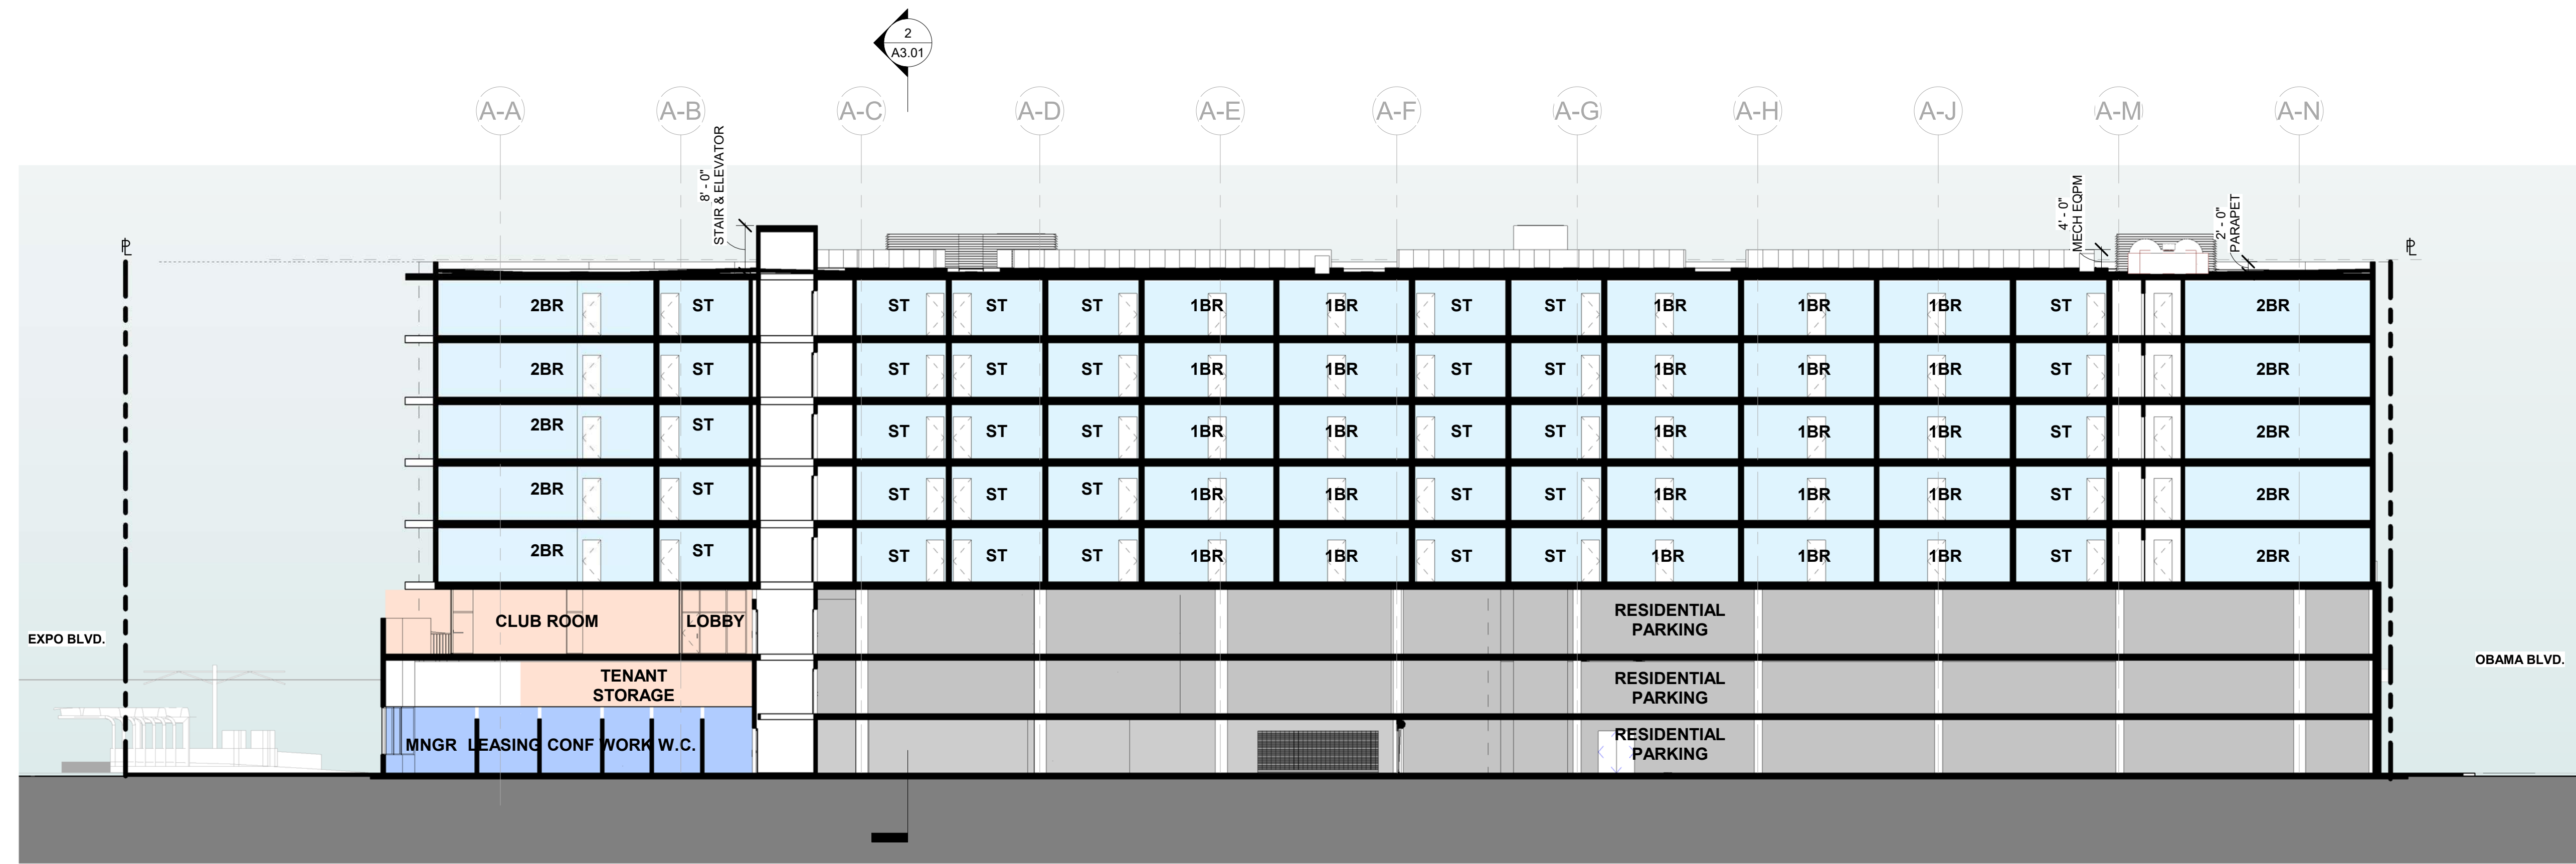 2
A3.01
A-A
A-B
A-C
A-D
A-E
A-F
A-G
A-H
A-J
A-M
A-N
8' - 0"
STAIR & ELEVATOR
4' - 0"
MECH EQPM
2' - 0"
PARAPET
PL
PL
2BR ST ST ST ST 1BR 1BR ST ST 1BR 1BR 1BR ST 2BR
2BR ST ST ST ST 1BR 1BR ST ST 1BR 1BR 1BR ST 2BR
2BR ST ST ST ST 1BR 1BR ST ST 1BR 1BR 1BR ST 2BR
2BR ST ST ST ST 1BR 1BR ST ST 1BR 1BR 1BR ST 2BR
2BR ST ST ST ST 1BR 1BR ST ST 1BR 1BR 1BR ST 2BR
CLUB ROOM
LOBBY
RESIDENTIAL
PARKING
EXPO BLVD.
OBAMA BLVD.
TENANT
STORAGE
RESIDENTIAL
PARKING
MNGR LEASING CONF WORK W.C.
RESIDENTIAL
PARKING